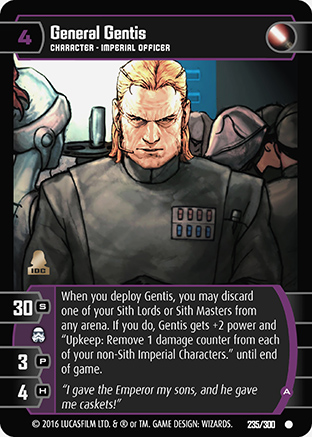 4
General Gentis
CHARACTER - IMPERIAL OFFICER
IDC
30 S
3 P
4 H
When you deploy Gentis, you may discard
one of your Sith Lords or Sith Masters from
any arena. If you do, Gentis gets +2 power and
“Upkeep: Remove 1 damage counter from each
of your non-Sith Imperial Characters.” until end
of game.
“I gave the Emperor my sons, and he gave
me caskets!”
A
© 2016 LUCASFILM LTD. & ® or TM. GAME DESIGN: WIZARDS.
235/300